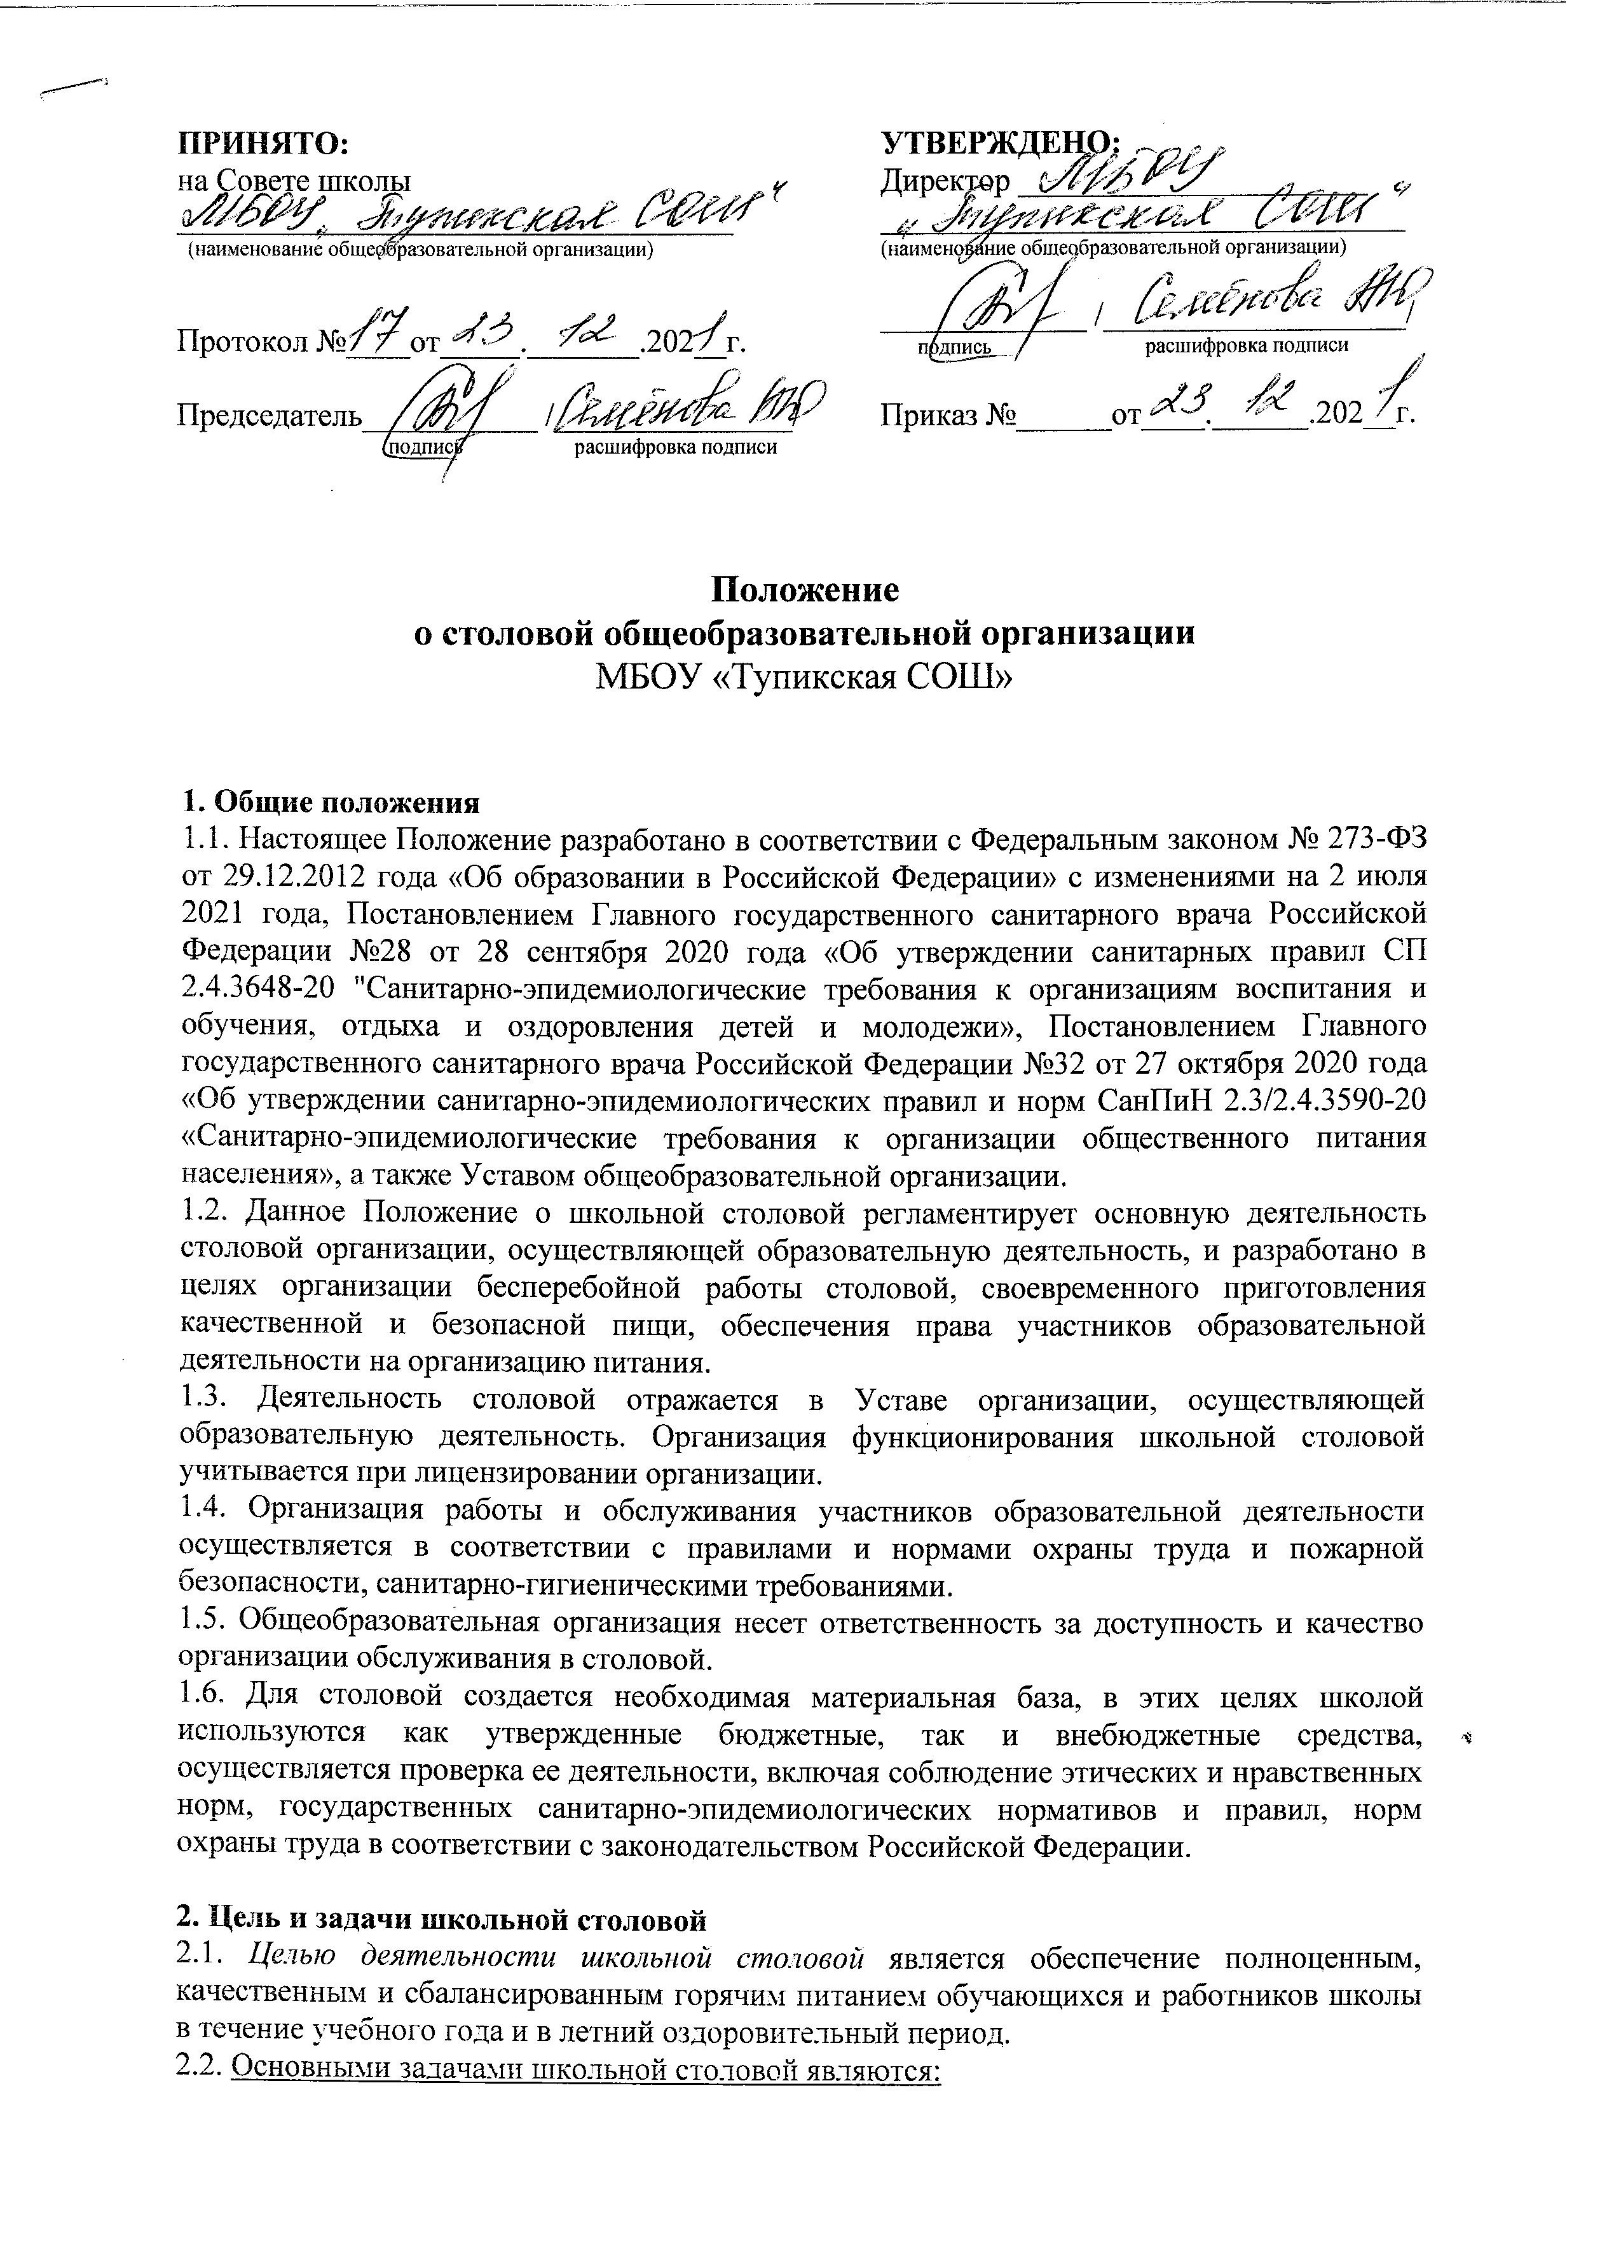 ПРИНЯТО:
на Совете школы
МБОУ „Тупикская СОШ“
(наименование общеобразовательной организации)
Протокол №17 от 23.12.2021г.
Председатель Семёнова
подпись расшифровка подписи
УТВЕРЖДЕНО:
Директор МБОУ
„Тупикская СОШ“
(наименование общеобразовательной организации)
Семёнова
подпись расшифровка подписи
Приказ №______от 23.12.2021г.
Положение
о столовой общеобразовательной организации
МБОУ «Тупикская СОШ»
1. Общие положения
1.1. Настоящее Положение разработано в соответствии с Федеральным законом № 273-ФЗ
от 29.12.2012 года «Об образовании в Российской Федерации» с изменениями на 2 июля
2021 года, Постановлением Главного государственного санитарного врача Российской
Федерации №28 от 28 сентября 2020 года «Об утверждении санитарных правил СП
2.4.3648-20 "Санитарно-эпидемиологические требования к организациям воспитания и
обучения, отдыха и оздоровления детей и молодежи», Постановлением Главного
государственного санитарного врача Российской Федерации №32 от 27 октября 2020 года
«Об утверждении санитарно-эпидемиологических правил и норм СанПиН 2.3/2.4.3590-20
«Санитарно-эпидемиологические требования к организации общественного питания
населения», а также Уставом общеобразовательной организации.
1.2. Данное Положение о школьной столовой регламентирует основную деятельность
столовой организации, осуществляющей образовательную деятельность, и разработано в
целях организации бесперебойной работы столовой, своевременного приготовления
качественной и безопасной пищи, обеспечения права участников образовательной
деятельности на организацию питания.
1.3. Деятельность столовой отражается в Уставе организации, осуществляющей
образовательную деятельность. Организация функционирования школьной столовой
учитывается при лицензировании организации.
1.4. Организация работы и обслуживания участников образовательной деятельности
осуществляется в соответствии с правилами и нормами охраны труда и пожарной
безопасности, санитарно-гигиеническими требованиями.
1.5. Общеобразовательная организация несет ответственность за доступность и качество
организации обслуживания в столовой.
1.6. Для столовой создается необходимая материальная база, в этих целях школой
используются как утвержденные бюджетные, так и внебюджетные средства,
осуществляется проверка ее деятельности, включая соблюдение этических и нравственных
норм, государственных санитарно-эпидемиологических нормативов и правил, норм
охраны труда в соответствии с законодательством Российской Федерации.
2. Цель и задачи школьной столовой
2.1. Целью деятельности школьной столовой является обеспечение полноценным,
качественным и сбалансированным горячим питанием обучающихся и работников школы
в течение учебного года и в летний оздоровительный период.
2.2. Основными задачами школьной столовой являются: